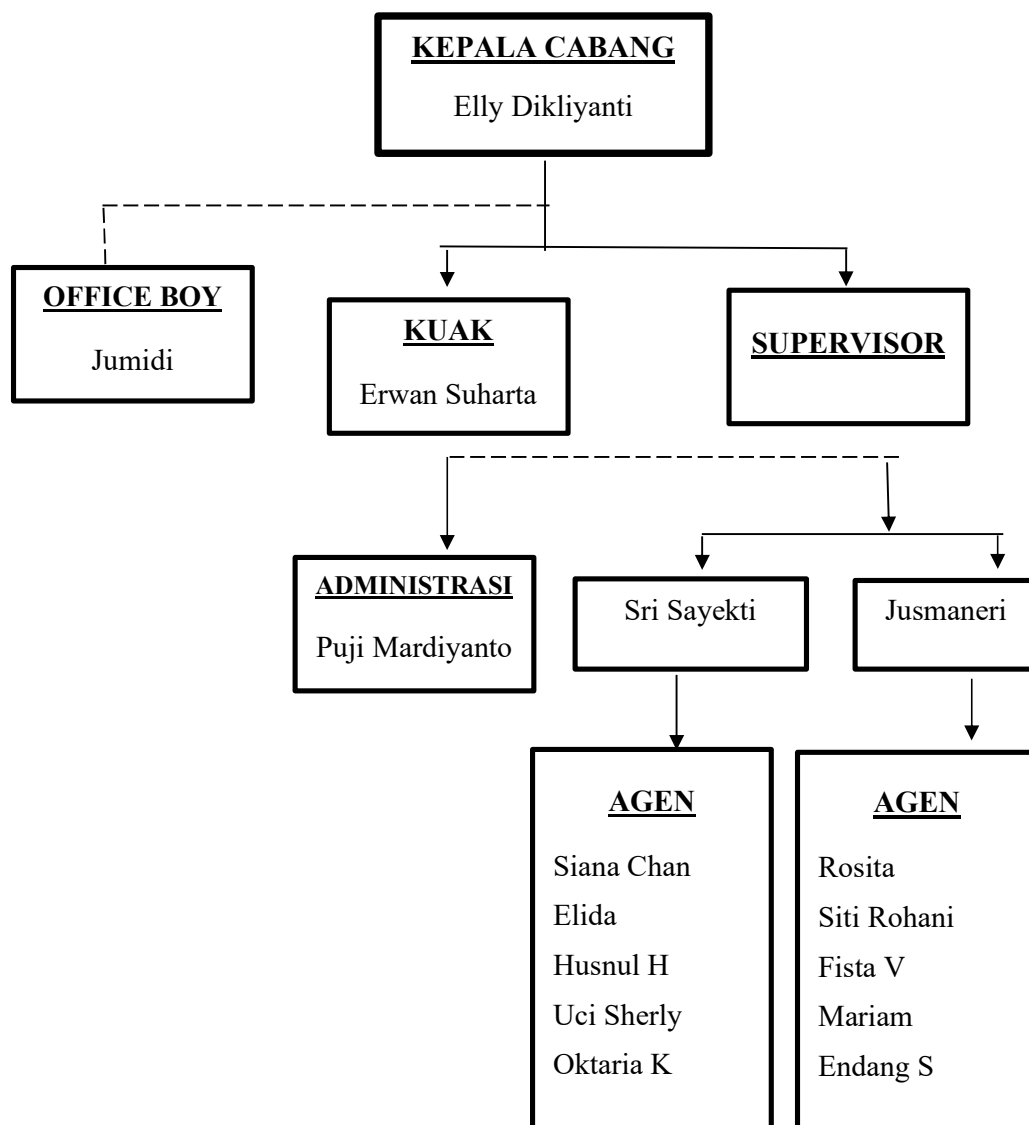 KEPALA CABANG
Elly Dikliyanti
OFFICE BOY
Jumidi
KUAK
Erwan Suharta
SUPERVISOR
ADMINISTRASI
Puji Mardiyanto
Sri Sayekti
Jusmaneri
AGEN
Siana Chan
Elida
Husnul H
Uci Sherly
Oktaria K
AGEN
Rosita
Siti Rohani
Fista V
Mariam
Endang S